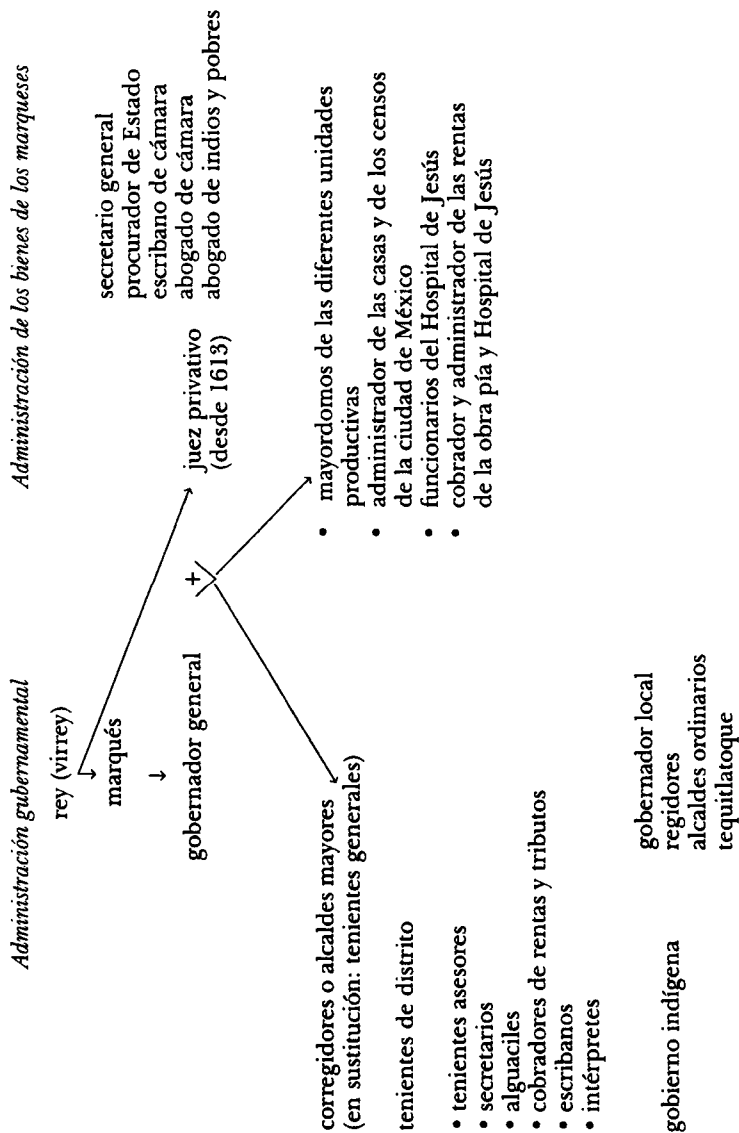 Administración gubernamental
Administración de los bienes de los marqueses
rey (virrey)
marqués
gobernador general
+
juez privativo
(desde 1613)
secretario general
procurador de Estado
escribano de cámara
abogado de cámara
abogado de indios y pobres
corregidores o alcaldes mayores
(en sustitución: tenientes generales)
tenientes de distrito
• tenientes asesores
• secretarios
• alguaciles
• cobradores de rentas y tributos
• escribanos
• intérpretes
• mayordomos de las diferentes unidades
productivas
• administrador de las casas y de los censos
de la ciudad de México
• funcionarios del Hospital de Jesús
• cobrador y administrador de las rentas
de la obra pía y Hospital de Jesús
gobierno indígena
gobernador local
regidores
alcaldes ordinarios
tequitlatoque